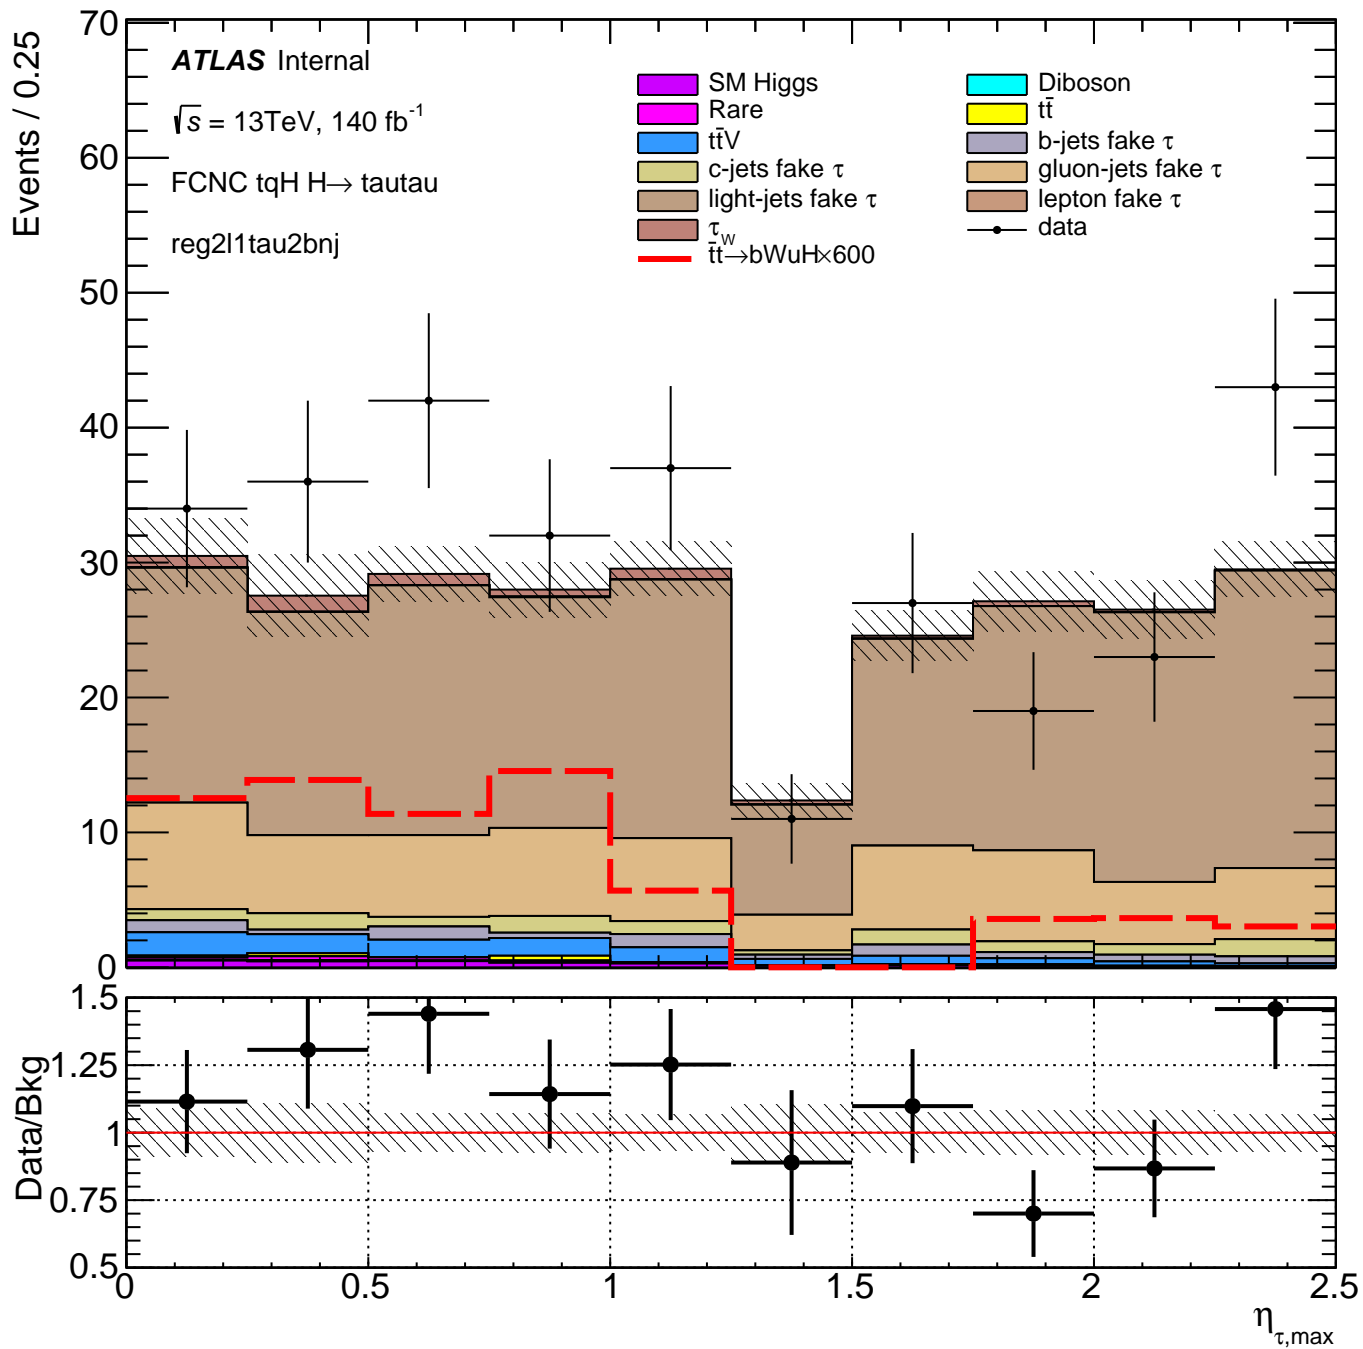 Events / 0.25
70
60
50
40
30
20
10
0
ATLAS Internal
√s = 13TeV, 140 fb⁻¹
FCNC tqH H→ tautau
reg2l1tau2bnj
SM Higgs
Rare
tt̄V
c-jets fake τ
light-jets fake τ
τ_W
t̄t→bWuH×600
Diboson
tt̄
b-jets fake τ
gluon-jets fake τ
lepton fake τ
data
Data/Bkg
1.5
1.25
1
0.75
0.5
0 0.5 1 1.5 2 2.5
η_τ,max